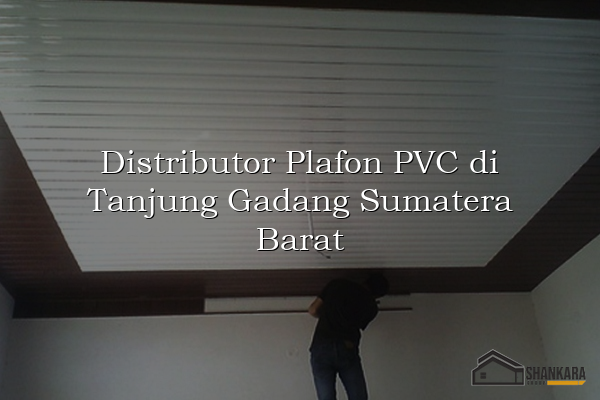 Distributor Plafon PVC di
Tanjung Gadang Sumatera
Barat
SHANKARA